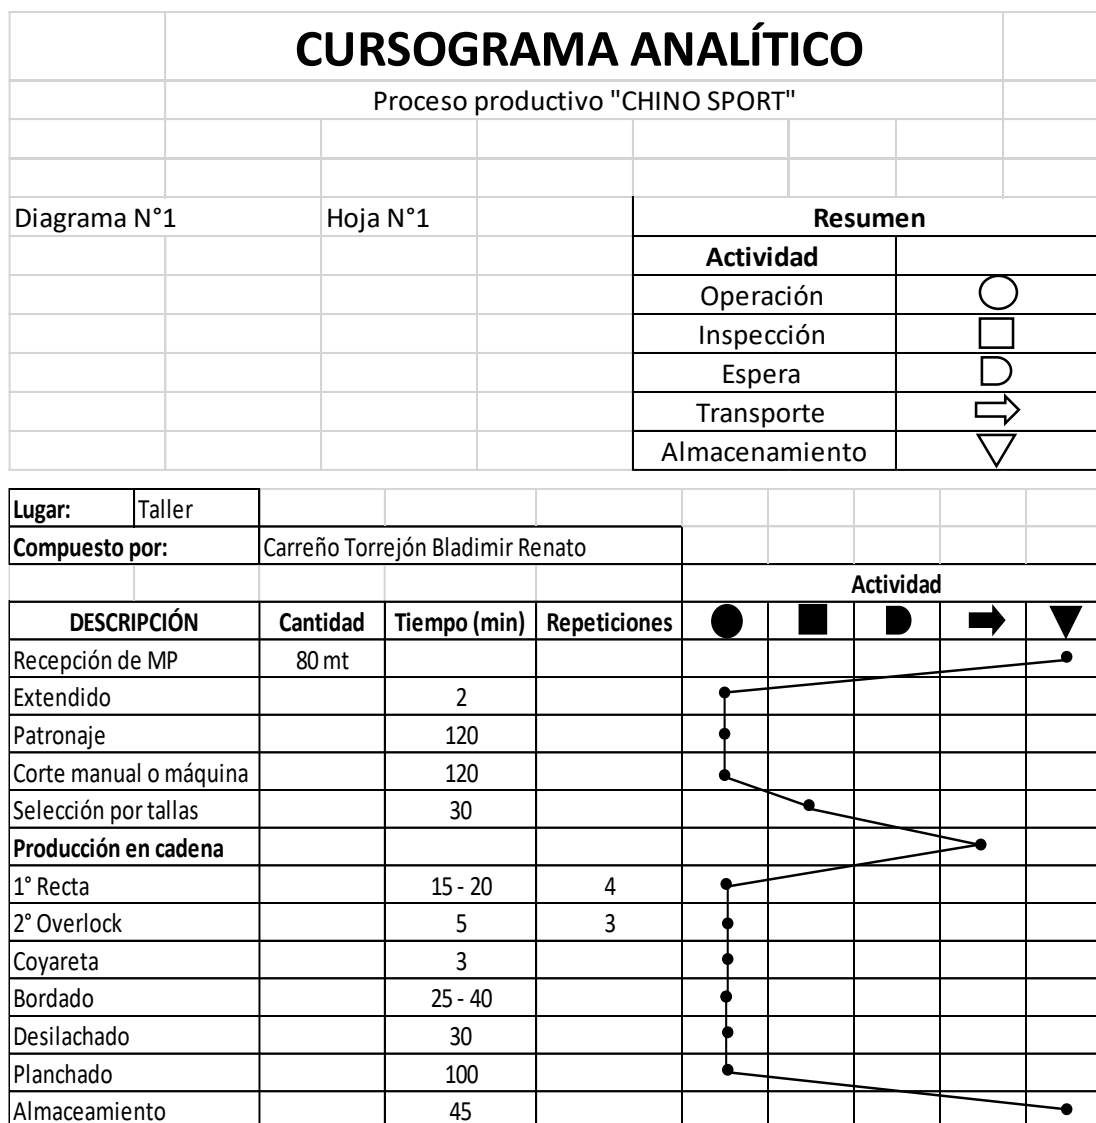 CURSOGRAMA ANALÍTICO
Proceso productivo "CHINO SPORT"
Diagrama N°1 Hoja N°1 Resumen
Actividad
Operación
Inspección
Espera
Transporte
Almacenamiento
Lugar: Taller
Compuesto por: Carreño Torrejón Bladimir Renato
Actividad
DESCRIPCIÓN Cantidad Tiempo (min) Repeticiones
Recepción de MP 80 mt
Extendido 2
Patronaje 120
Corte manual o máquina 120
Selección por tallas 30
Producción en cadena
1° Recta 15 - 20 4
2° Overlock 5 3
Coyareta 3
Bordado 25 - 40
Desilachado 30
Planchado 100
Almaceamiento 45